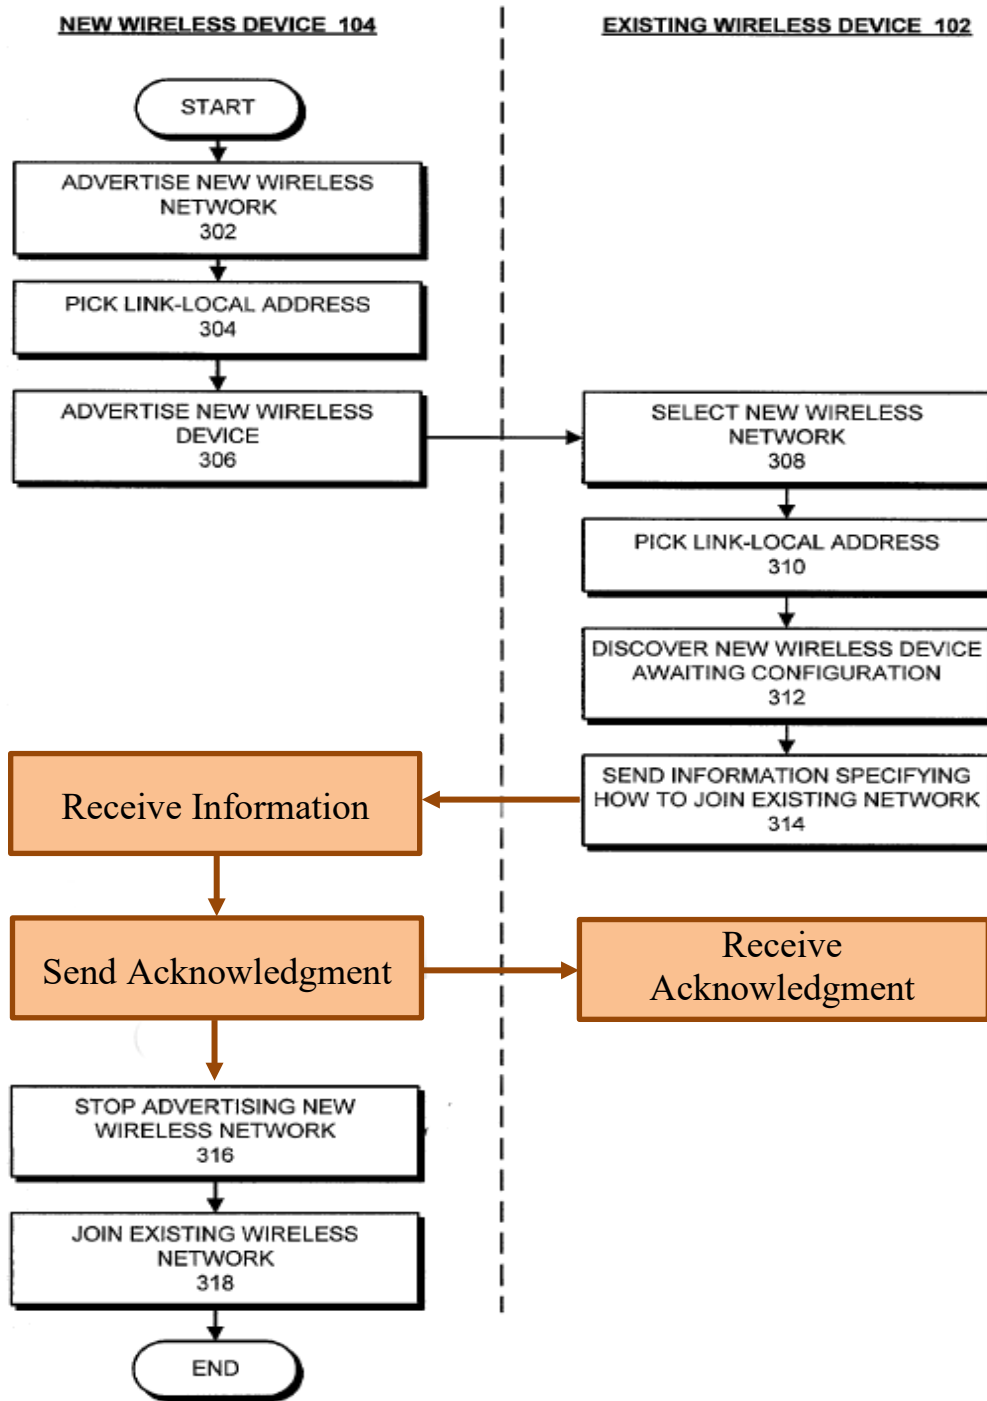 NEW WIRELESS DEVICE 104
EXISTING WIRELESS DEVICE 102
START
ADVERTISE NEW WIRELESS
NETWORK
302
PICK LINK-LOCAL ADDRESS
304
ADVERTISE NEW WIRELESS
DEVICE
306
SELECT NEW WIRELESS
NETWORK
308
PICK LINK-LOCAL ADDRESS
310
DISCOVER NEW WIRELESS DEVICE
AWAITING CONFIGURATION
312
SEND INFORMATION SPECIFYING
HOW TO JOIN EXISTING NETWORK
314
Receive Information
Send Acknowledgment
Receive
Acknowledgment
STOP ADVERTISING NEW
WIRELESS NETWORK
316
JOIN EXISTING WIRELESS
NETWORK
318
END